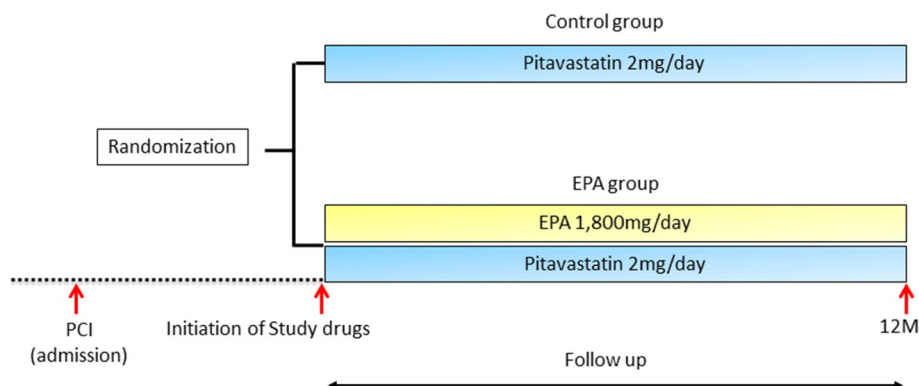 Control group
Pitavastatin 2mg/day
Randomization
EPA group
EPA 1,800mg/day
Pitavastatin 2mg/day
PCI
(admission)
Initiation of Study drugs
12M
Follow up